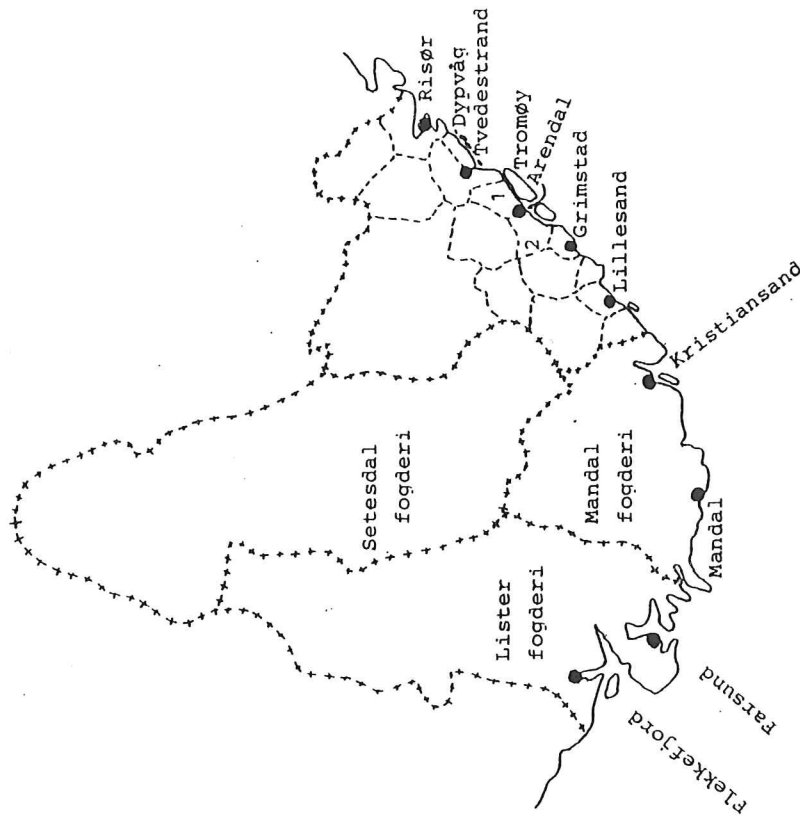 Risør
Dypvåg
Tvedestrand
Tromøy
Arendal
Grimstad
Lillesand
Kristiansand
1
2
Setesdal
fogderi
Mandal
fogderi
Mandal
Lister
fogderi
Farsund
Flekkefjord